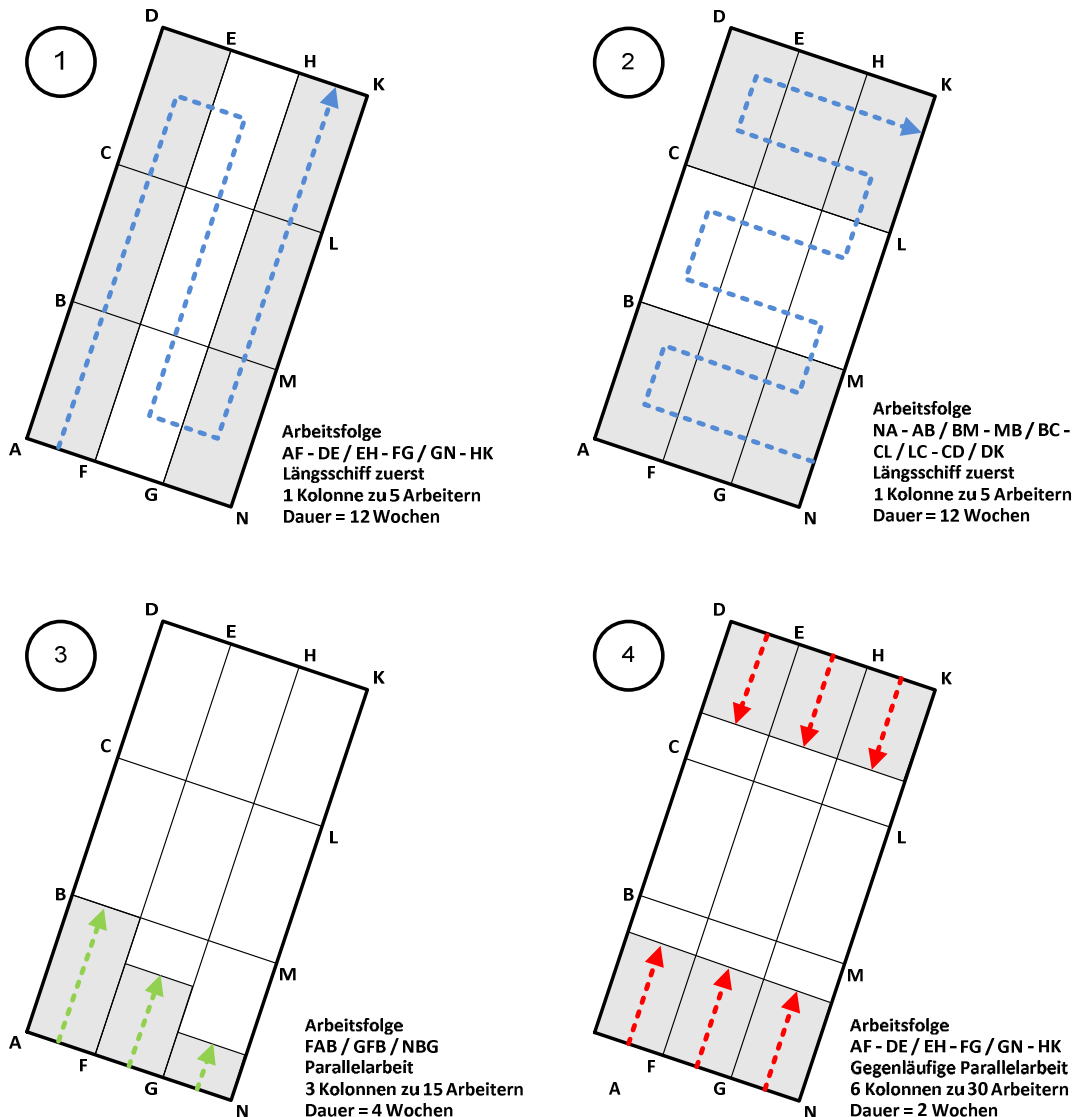 1
D
E
H
K
C
L
B
M
A
F
G
N
Arbeitsfolge
AF - DE / EH - FG / GN - HK
Längsschiff zuerst
1 Kolonne zu 5 Arbeitern
Dauer = 12 Wochen
2
D
E
H
K
C
L
B
M
A
F
G
N
Arbeitsfolge
NA - AB / BM - MB / BC -
CL / LC - CD / DK
Längsschiff zuerst
1 Kolonne zu 5 Arbeitern
Dauer = 12 Wochen
3
D
E
H
K
C
L
B
M
A
F
G
N
Arbeitsfolge
FAB / GFB / NBG
Parallelarbeit
3 Kolonnen zu 15 Arbeitern
Dauer = 4 Wochen
4
D
E
H
K
C
L
B
M
A
F
G
N
Arbeitsfolge
AF - DE / EH - FG / GN - HK
Gegenläufige Parallelarbeit
6 Kolonnen zu 30 Arbeitern
Dauer = 2 Wochen